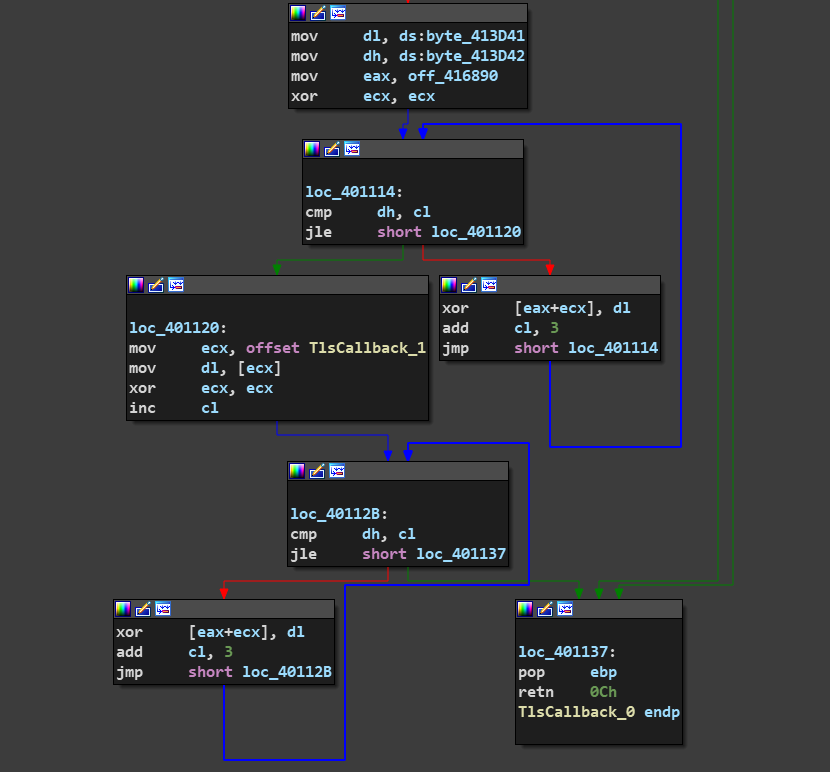 mov dl, ds:byte_413D41
mov dh, ds:byte_413D42
mov eax, off_416890
xor ecx, ecx
loc_401114:
cmp dh, cl
jle short loc_401120
loc_401120:
mov ecx, offset TlsCallback_1
mov dl, [ecx]
xor ecx, ecx
inc cl
xor [eax+ecx], dl
add cl, 3
jmp short loc_401114
loc_40112B:
cmp dh, cl
jle short loc_401137
xor [eax+ecx], dl
add cl, 3
jmp short loc_40112B
loc_401137:
pop ebp
retn 0Ch
TlsCallback_0 endp